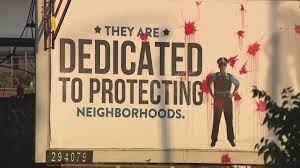 THEY ARE
DEDICATED
TO PROTECTING
NEIGHBORHOODS.
294079